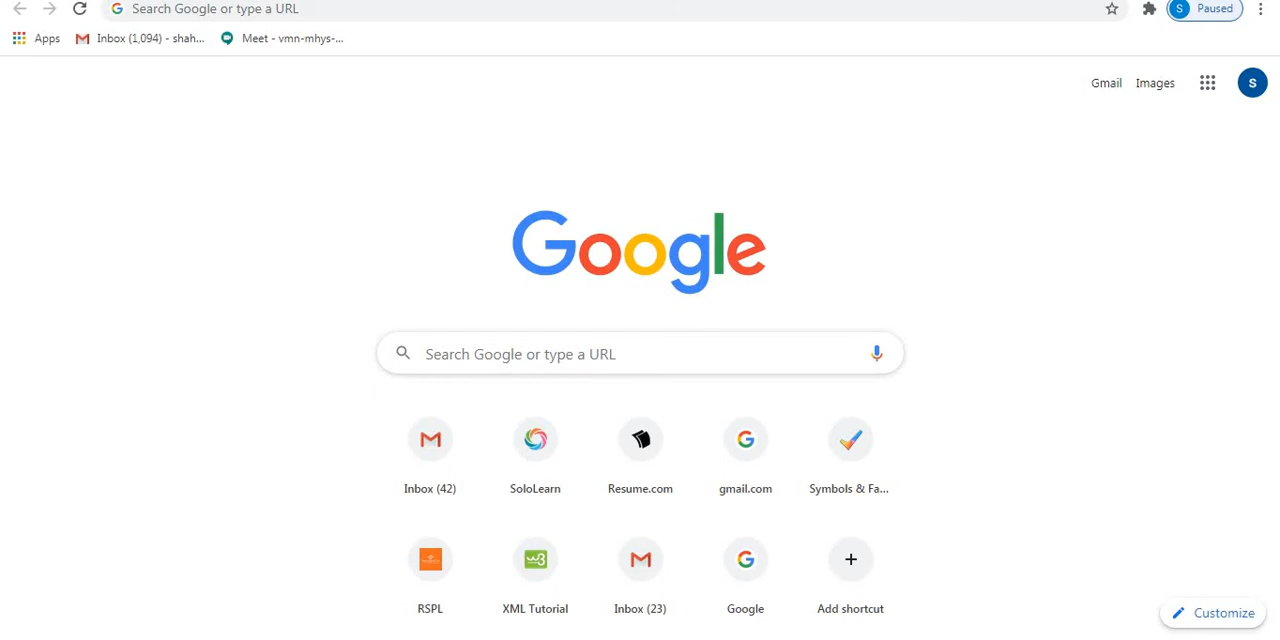 Search Google or type a URL
S Paused
Apps Inbox (1,094) - shah... Meet - vmn-mhys-...
Gmail Images S
Google
Search Google or type a URL
Inbox (42) SoloLearn Resume.com gmail.com Symbols & Fa...
w3
RSPL XML Tutorial Inbox (23) Google Add shortcut
Customize